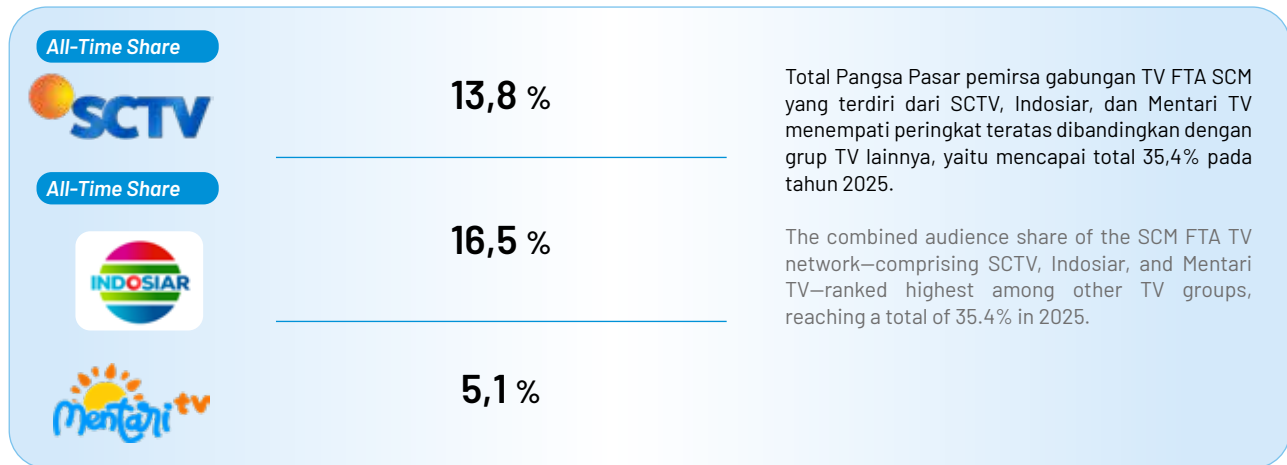 All-Time Share
SCTV
13,8 %
All-Time Share
INDOSIAR
16,5 %
mentari tv
5,1 %
Total Pangsa Pasar pemirsa gabungan TV FTA SCM
yang terdiri dari SCTV, Indosiar, dan Mentari TV
menempati peringkat teratas dibandingkan dengan
grup TV lainnya, yaitu mencapai total 35,4% pada
tahun 2025.
The combined audience share of the SCM FTA TV
network—comprising SCTV, Indosiar, and Mentari
TV—ranked highest among other TV groups,
reaching a total of 35.4% in 2025.